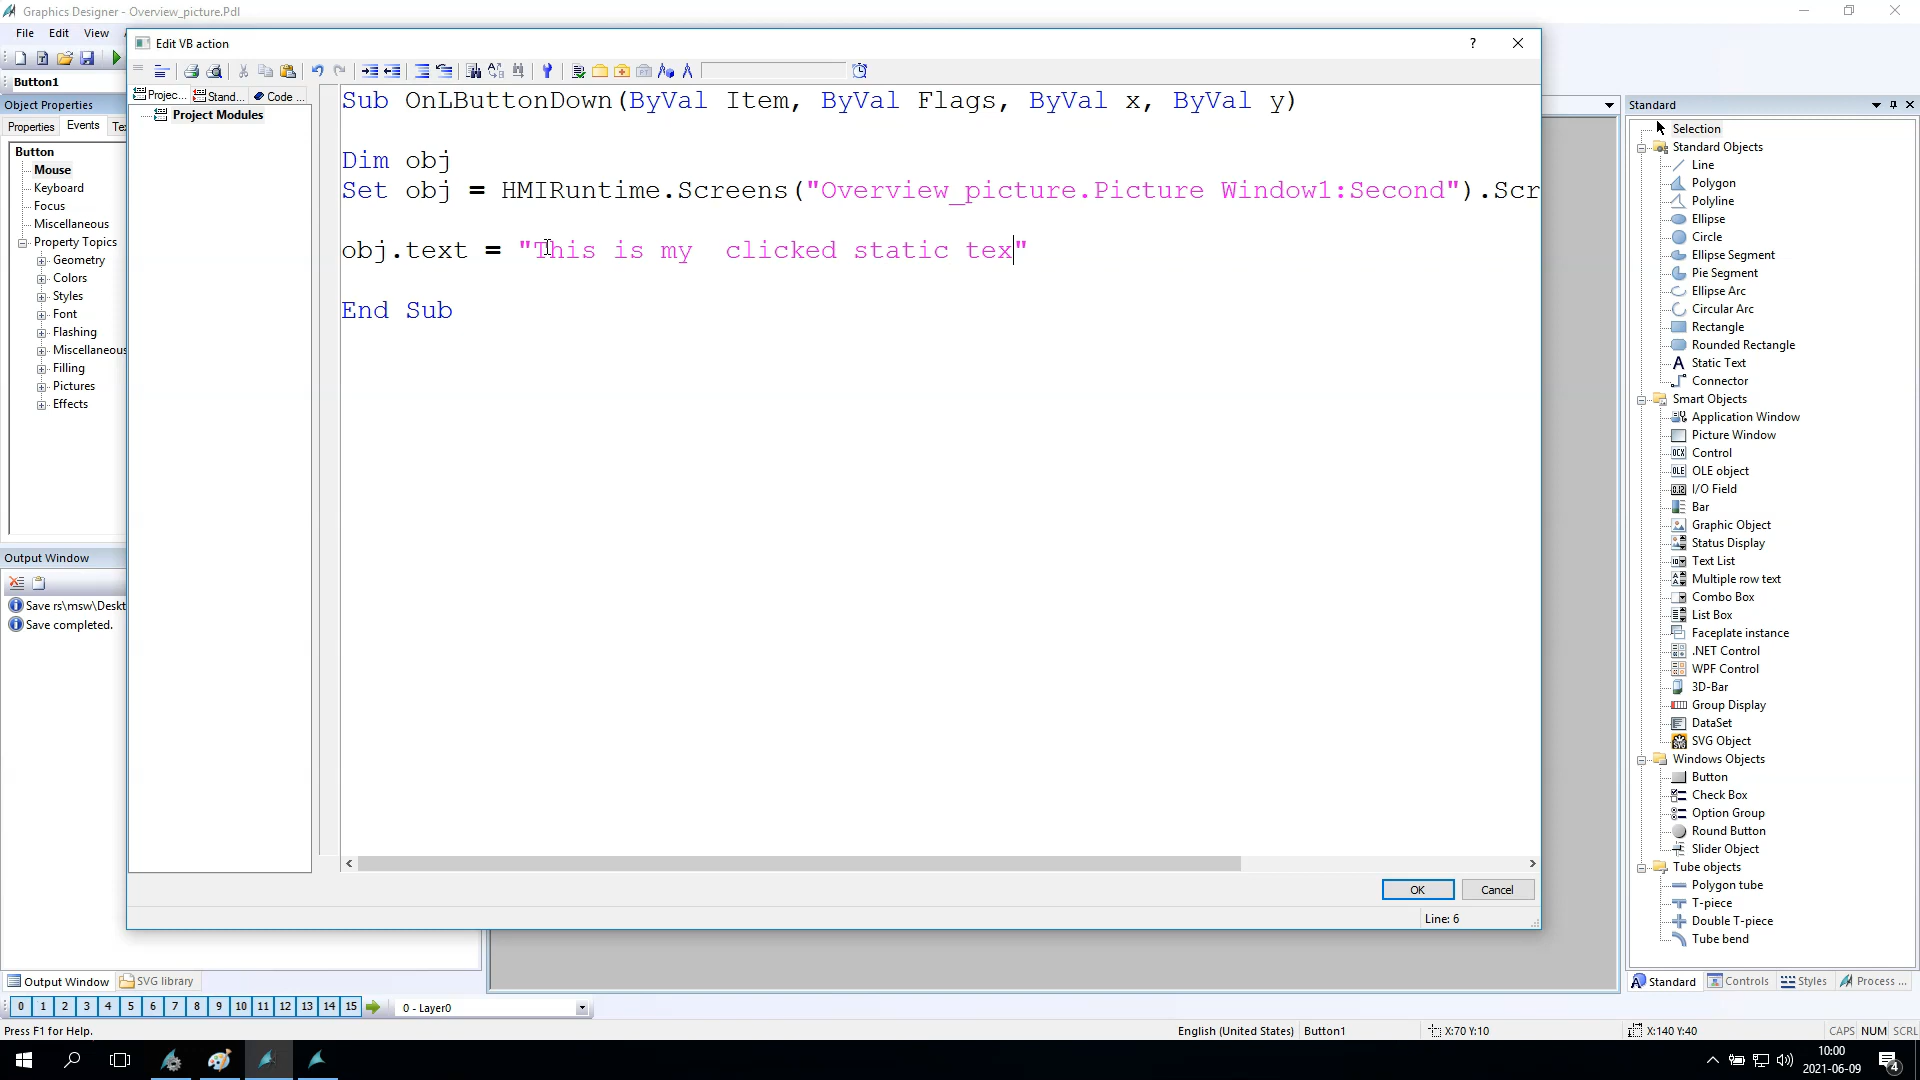 Graphics Designer - Overview_picture.Pdl
File Edit View
Button1
Object Properties
Properties Events Te
Button
Mouse
Keyboard
Focus
Miscellaneous
Property Topics
Geometry
Colors
Styles
Font
Flashing
Miscellaneous
Filling
Pictures
Effects
Output Window
Save rs\msw\Deskt
Save completed.
Edit VB action
?
Projec... Stand... Code ...
Project Modules
Sub OnLButtonDown(ByVal Item, ByVal Flags, ByVal x, ByVal y)
Dim obj
Set obj = HMIRuntime.Screens("Overview_picture.Picture Window1:Second").Scr
obj.text = "This is my  clicked static tex"
End Sub
OK Cancel
Line: 6
Standard
Selection
Standard Objects
Line
Polygon
Polyline
Ellipse
Circle
Ellipse Segment
Pie Segment
Ellipse Arc
Circular Arc
Rectangle
Rounded Rectangle
Static Text
Connector
Smart Objects
Application Window
Picture Window
Control
OLE object
I/O Field
Bar
Graphic Object
Status Display
Text List
Multiple row text
Combo Box
List Box
Faceplate instance
.NET Control
WPF Control
3D-Bar
Group Display
DataSet
SVG Object
Windows Objects
Button
Check Box
Option Group
Round Button
Slider Object
Tube objects
Polygon tube
T-piece
Double T-piece
Tube bend
Output Window SVG library
Standard Controls Styles Process ...
0 1 2 3 4 5 6 7 8 9 10 11 12 13 14 15 0 - Layer0
Press F1 for Help. English (United States) Button1 X:70 Y:10 X:140 Y:40 CAPS NUM SCRL
10:00
2021-06-09
4